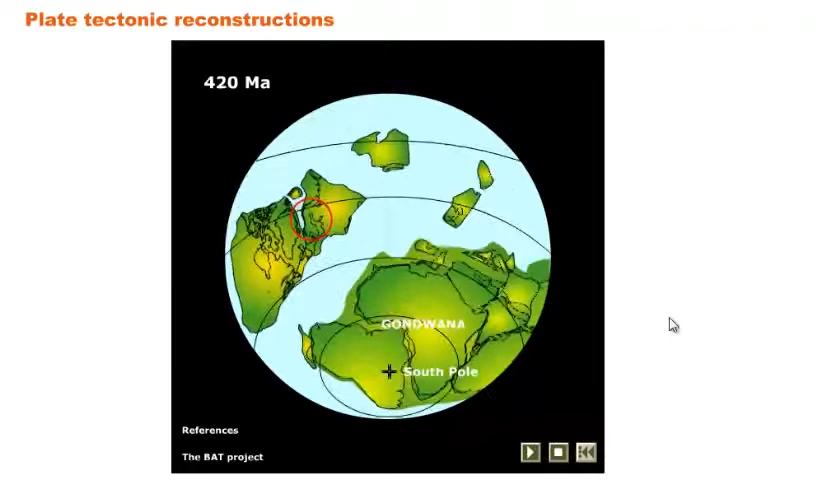 Plate tectonic reconstructions
420 Ma
GONDWANA
South Pole
References
The BAT project